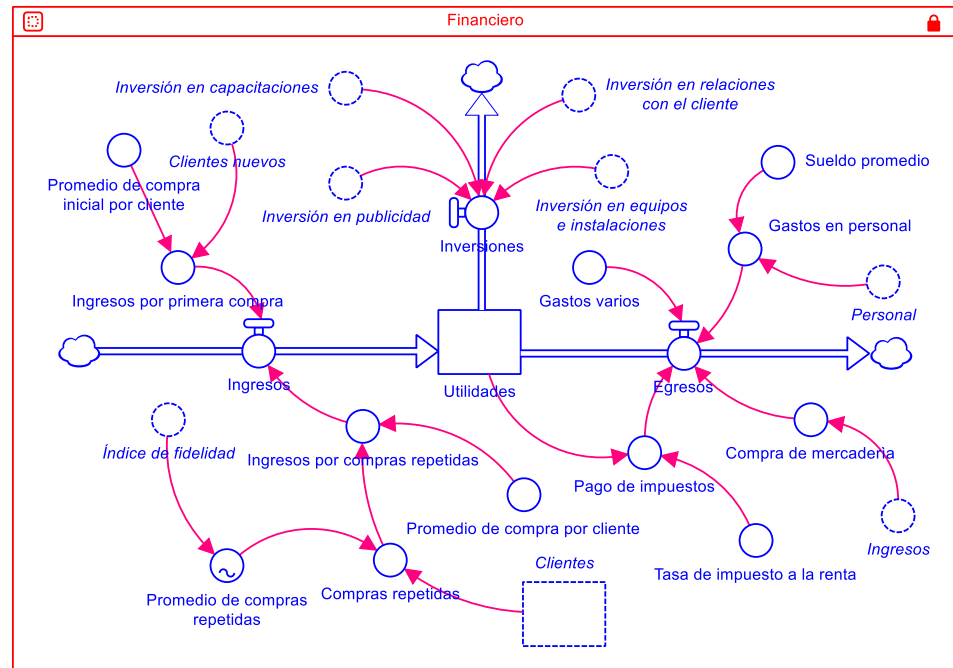 Financiero
Inversión en capacitaciones
Inversión en relaciones
con el cliente
Clientes nuevos
Sueldo promedio
Promedio de compra
inicial por cliente
Inversión en publicidad
Inversión en equipos
e instalaciones
Gastos en personal
Inversiones
Ingresos por primera compra
Gastos varios
Personal
Ingresos
Utilidades
Egresos
Índice de fidelidad
Ingresos por compras repetidas
Compra de mercadería
Pago de impuestos
Promedio de compra por cliente
Ingresos
Clientes
Tasa de impuesto a la renta
Promedio de compras
repetidas
Compras repetidas